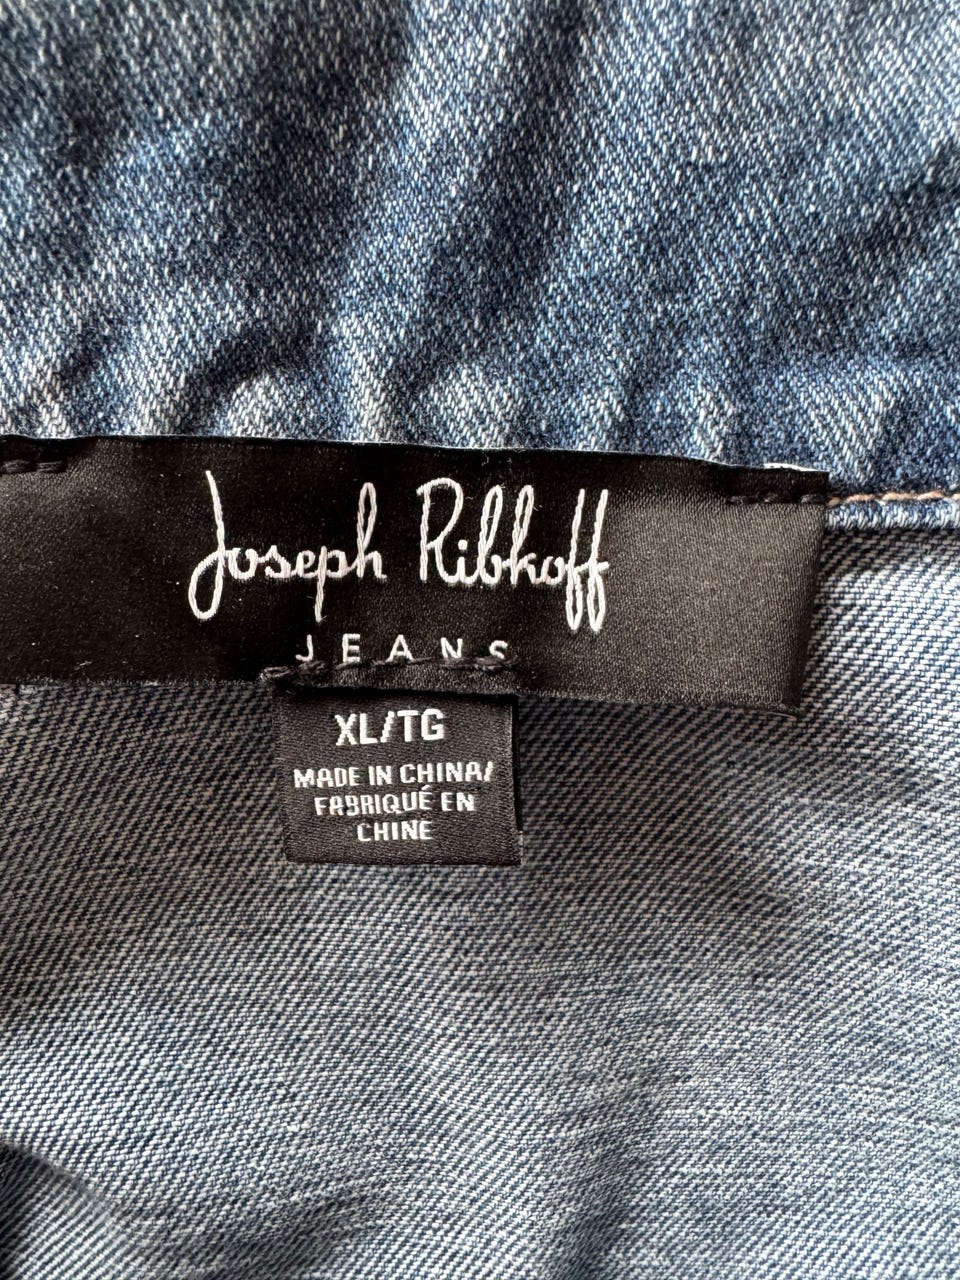 Joseph Ribkoff
JEANS
XL/TG
MADE IN CHINA/
FABRIQUÉ EN
CHINE